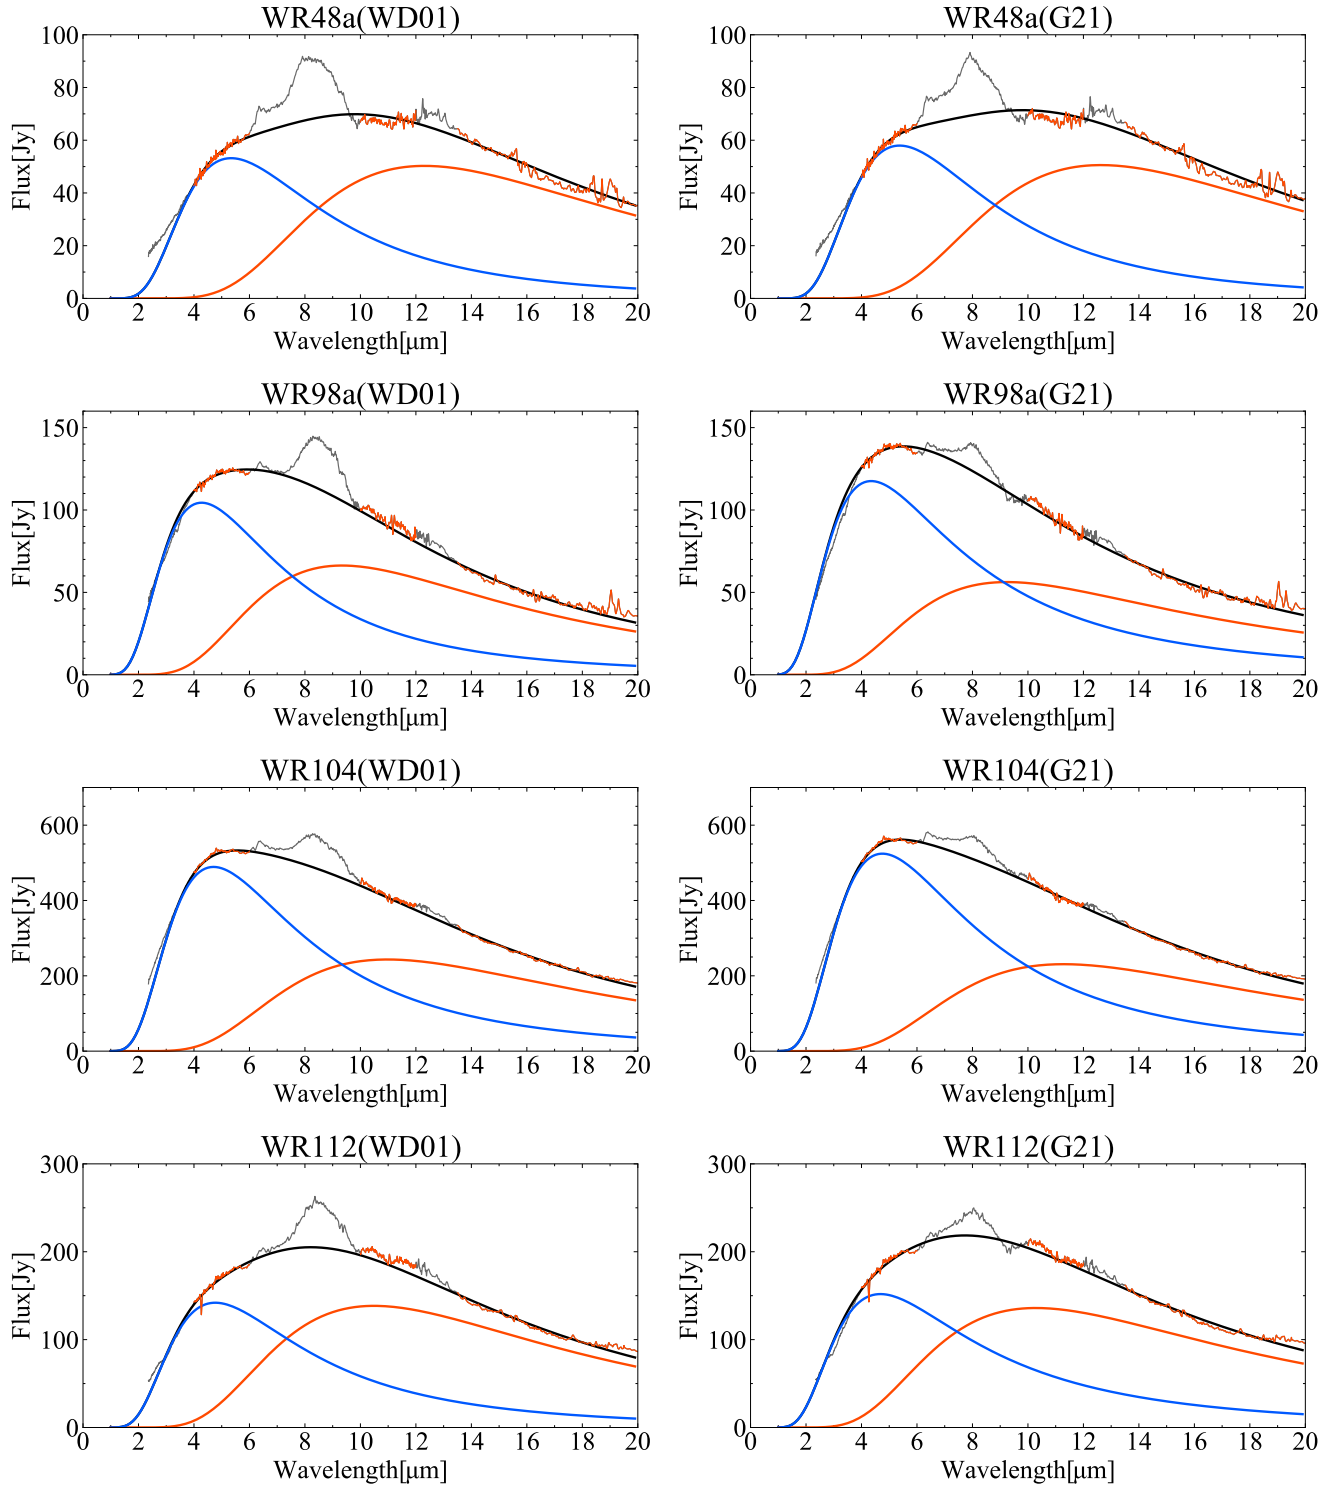 WR48a(WD01)
Flux[Jy]
100
80
60
40
20
0
0 2 4 6 8 10 12 14 16 18 20
Wavelength[μm]
WR48a(G21)
Flux[Jy]
100
80
60
40
20
0
0 2 4 6 8 10 12 14 16 18 20
Wavelength[μm]
WR98a(WD01)
Flux[Jy]
150
100
50
0
0 2 4 6 8 10 12 14 16 18 20
Wavelength[μm]
WR98a(G21)
Flux[Jy]
150
100
50
0
0 2 4 6 8 10 12 14 16 18 20
Wavelength[μm]
WR104(WD01)
Flux[Jy]
600
400
200
0
0 2 4 6 8 10 12 14 16 18 20
Wavelength[μm]
WR104(G21)
Flux[Jy]
600
400
200
0
0 2 4 6 8 10 12 14 16 18 20
Wavelength[μm]
WR112(WD01)
Flux[Jy]
300
200
100
0
0 2 4 6 8 10 12 14 16 18 20
Wavelength[μm]
WR112(G21)
Flux[Jy]
300
200
100
0
0 2 4 6 8 10 12 14 16 18 20
Wavelength[μm]